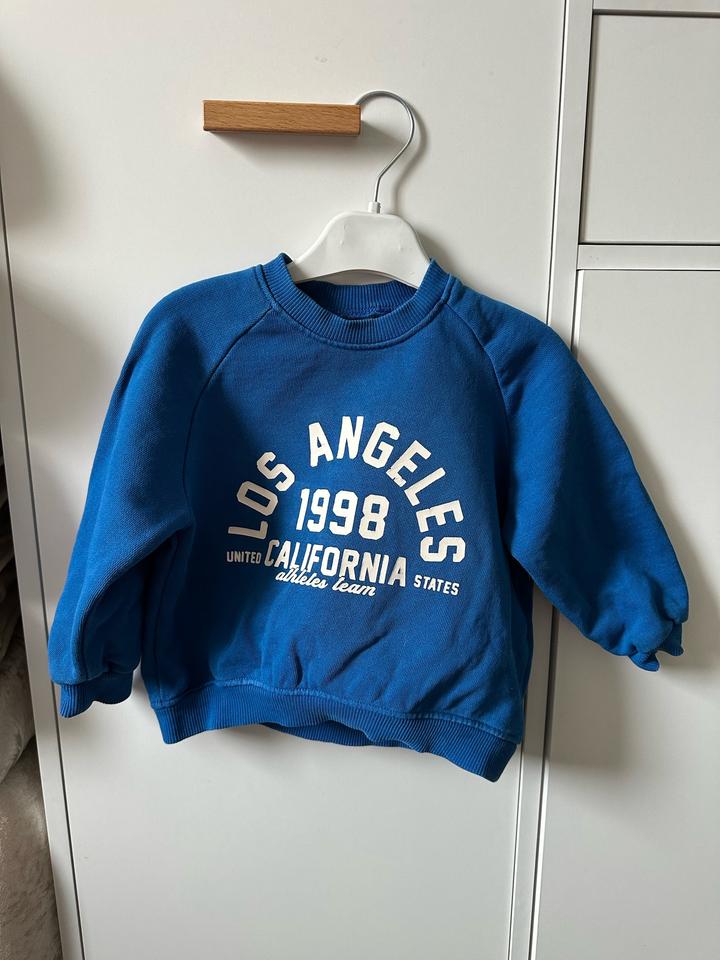 LOS ANGELES
1998
UNITED CALIFORNIA STATES
athletes team